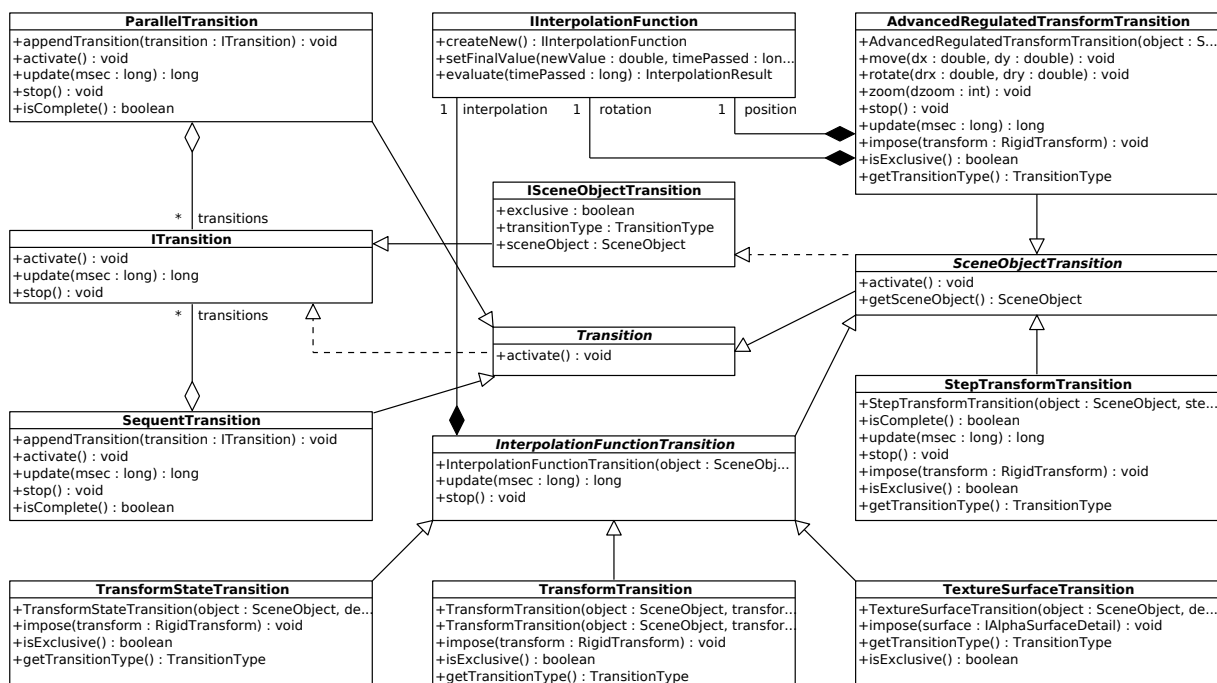 ParallelTransition
+appendTransition(transition : ITransition) : void
+activate() : void
+update(msec : long) : long
+stop() : void
+isComplete() : boolean
IInterpolationFunction
+createNew() : IInterpolationFunction
+setFinalValue(newValue : double, timePassed : lon...
+evaluate(timePassed : long) : InterpolationResult
AdvancedRegulatedTransformTransition
+AdvancedRegulatedTransformTransition(object : S...
+move(dx : double, dy : double) : void
+rotate(drx : double, dry : double) : void
+zoom(dzoom : int) : void
+stop() : void
+update(msec : long) : long
+impose(transform : RigidTransform) : void
+isExclusive() : boolean
+getTransitionType() : TransitionType
1 interpolation
1 rotation
1 position
ISceneObjectTransition
+exclusive : boolean
+transitionType : TransitionType
+sceneObject : SceneObject
* transitions
ITransition
+activate() : void
+update(msec : long) : long
+stop() : void
* transitions
SceneObjectTransition
+activate() : void
+getSceneObject() : SceneObject
Transition
+activate() : void
StepTransformTransition
+StepTransformTransition(object : SceneObject, ste...
+isComplete() : boolean
+update(msec : long) : long
+stop() : void
+impose(transform : RigidTransform) : void
+isExclusive() : boolean
+getTransitionType() : TransitionType
SequentTransition
+appendTransition(transition : ITransition) : void
+activate() : void
+update(msec : long) : long
+stop() : void
+isComplete() : boolean
InterpolationFunctionTransition
+InterpolationFunctionTransition(object : SceneObj...
+update(msec : long) : long
+stop() : void
TransformStateTransition
+TransformStateTransition(object : SceneObject, de...
+impose(transform : RigidTransform) : void
+isExclusive() : boolean
+getTransitionType() : TransitionType
TransformTransition
+TransformTransition(object : SceneObject, transfor...
+TransformTransition(object : SceneObject, transfor...
+impose(transform : RigidTransform) : void
+isExclusive() : boolean
+getTransitionType() : TransitionType
TextureSurfaceTransition
+TextureSurfaceTransition(object : SceneObject, de...
+impose(surface : IAlphaSurfaceDetail) : void
+getTransitionType() : TransitionType
+isExclusive() : boolean